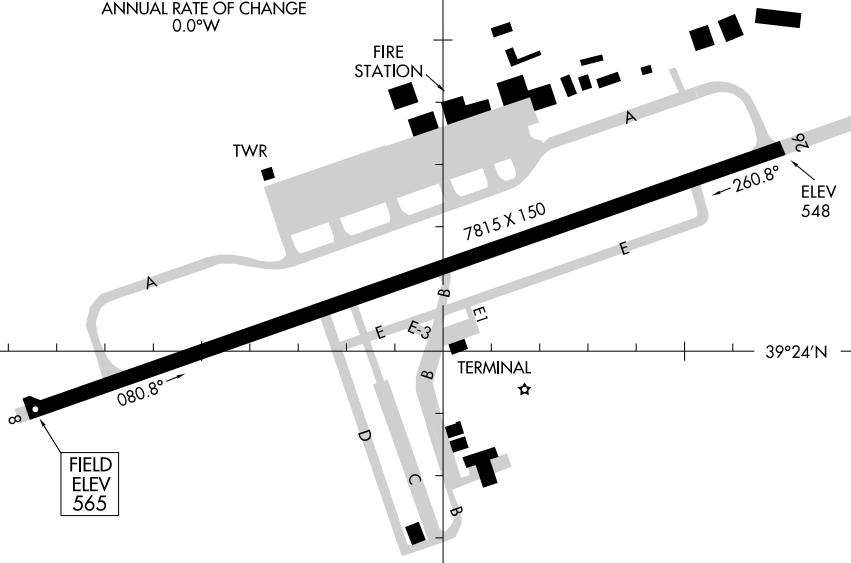 ANNUAL RATE OF CHANGE
0.0°W
FIRE
STATION
A
TWR
26
260.8°
ELEV
548
7815 X 150
E
A
B
E1
E-3
E
39°24'N
TERMINAL
B
080.8°
8
D
FIELD
ELEV
565
C
B